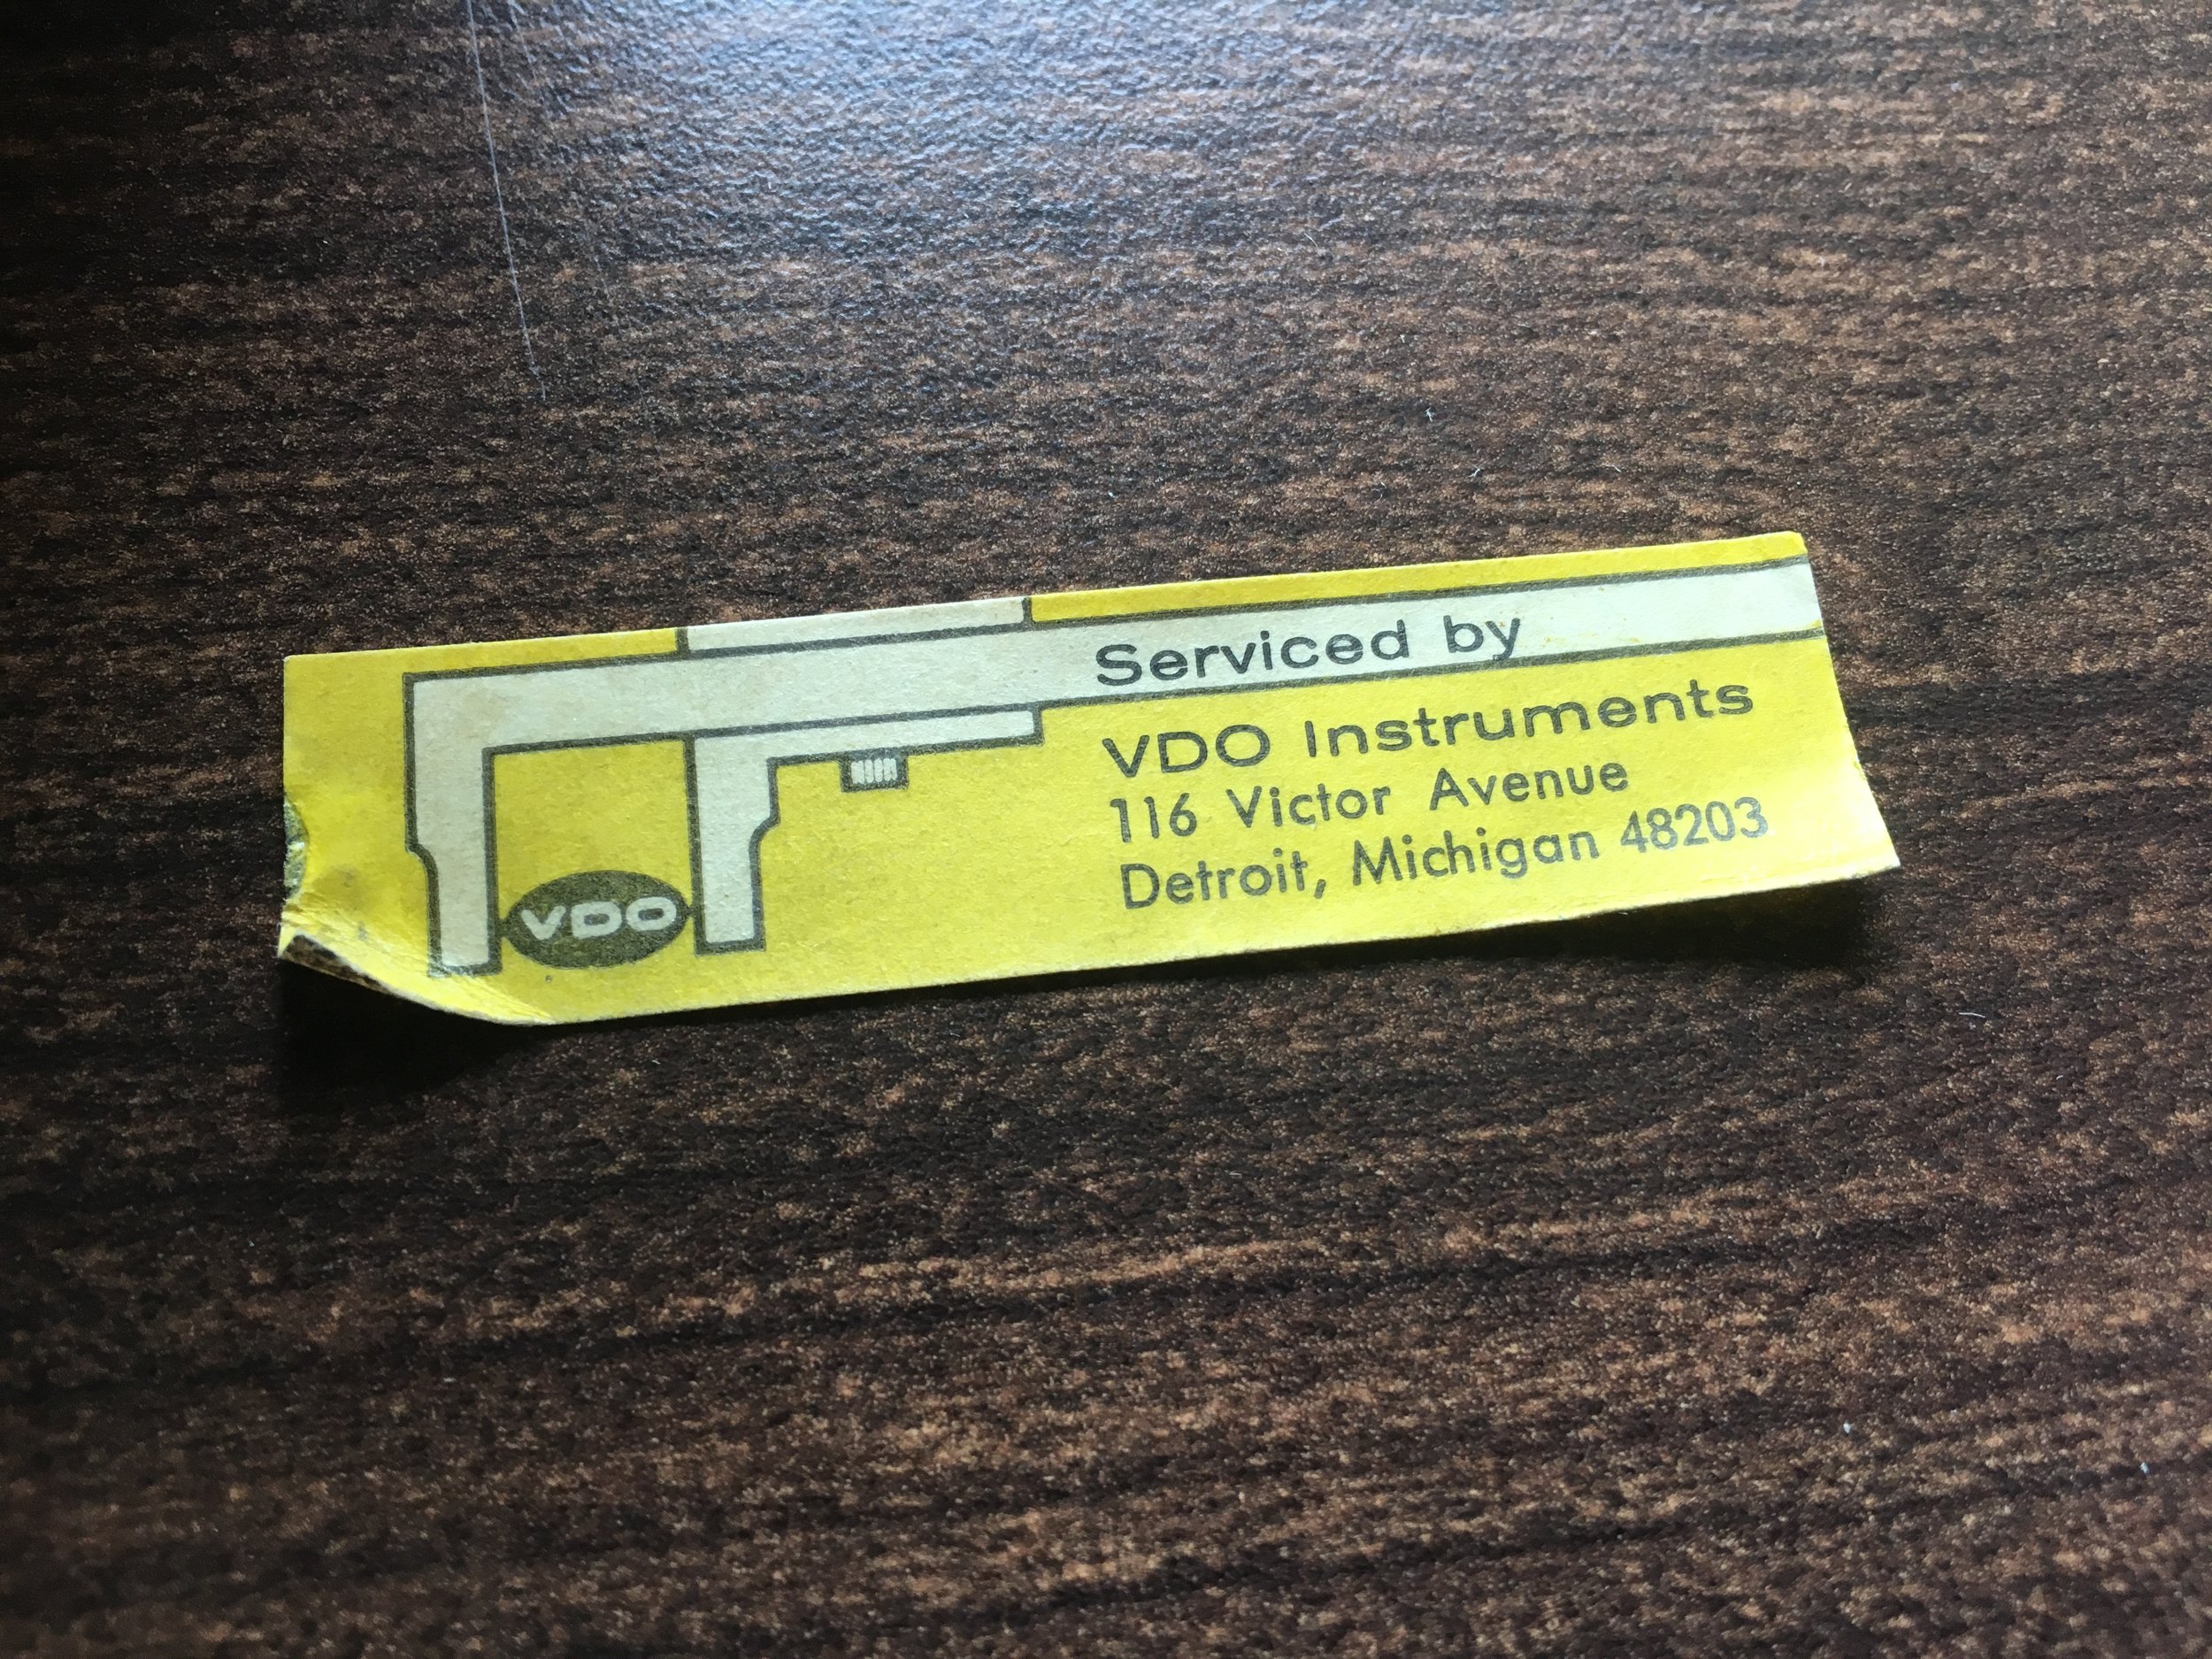 Serviced by
VDO Instruments
116 Victor Avenue
Detroit, Michigan 48203
VDO